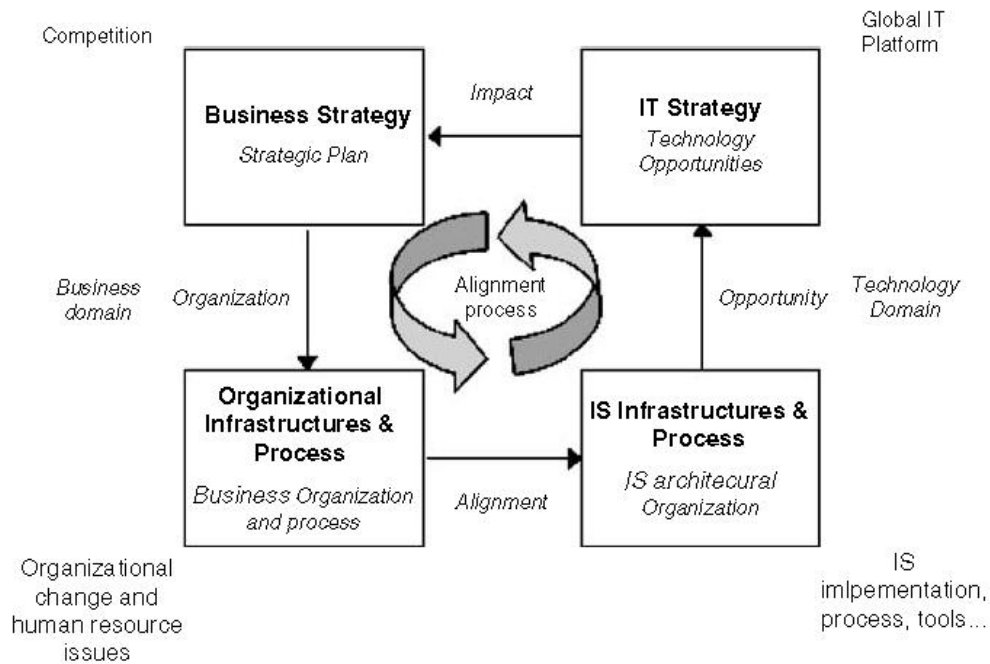 Competition
Global IT
Platform
Business Strategy
Strategic Plan
Impact
IT Strategy
Technology
Opportunities
Business
domain
Organization
Alignment
process
Opportunity
Technology
Domain
Organizational
Infrastructures &
Process
Business Organization
and process
Alignment
IS Infrastructures &
Process
IS architecural
Organization
Organizational
change and
human resource
issues
IS
imlpementation,
process, tools...